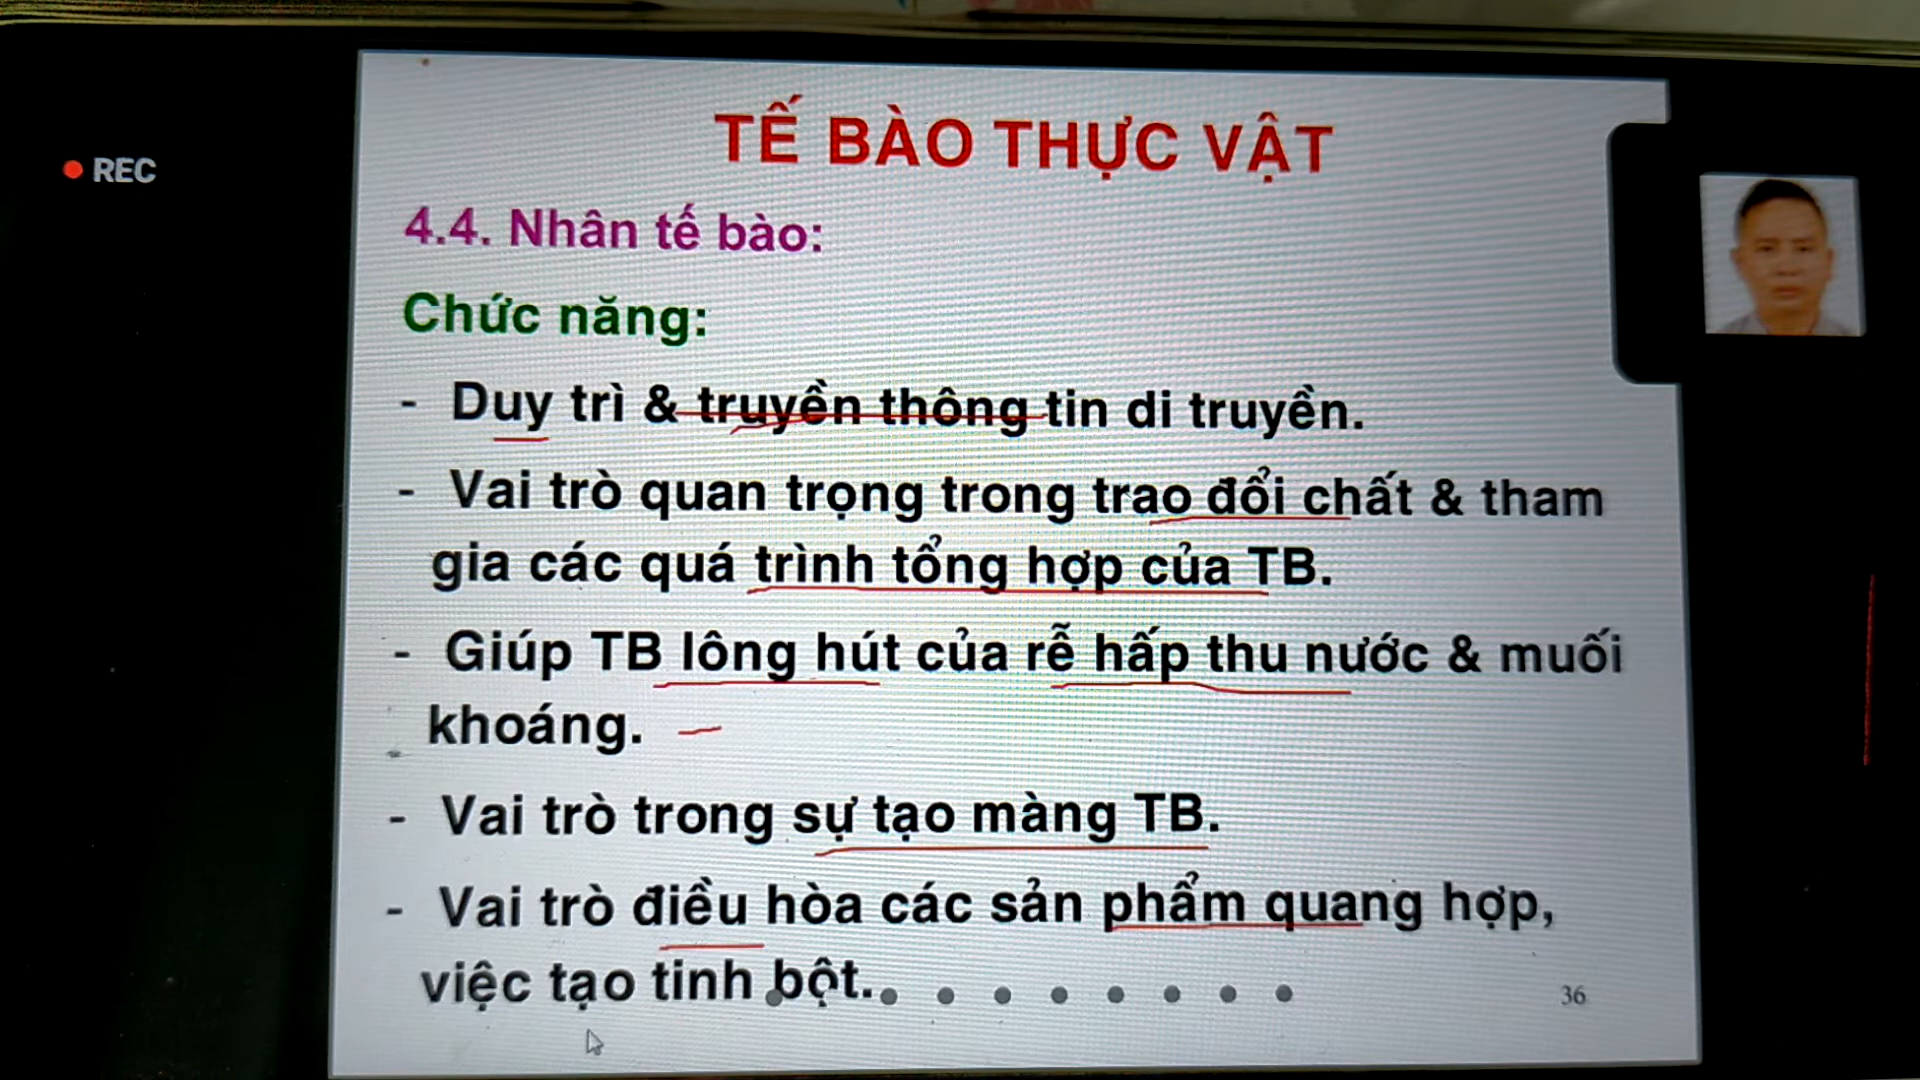 REC
TẾ BÀO THỰC VẬT
4.4. Nhân tế bào:
Chức năng:
- Duy trì & truyền thông tin di truyền.
- Vai trò quan trọng trong trao đổi chất & tham
gia các quá trình tổng hợp của TB.
- Giúp TB lông hút của rễ hấp thu nước & muối
khoáng.
- Vai trò trong sự tạo màng TB.
- Vai trò điều hòa các sản phẩm quang hợp,
việc tạo tinh bột.
36